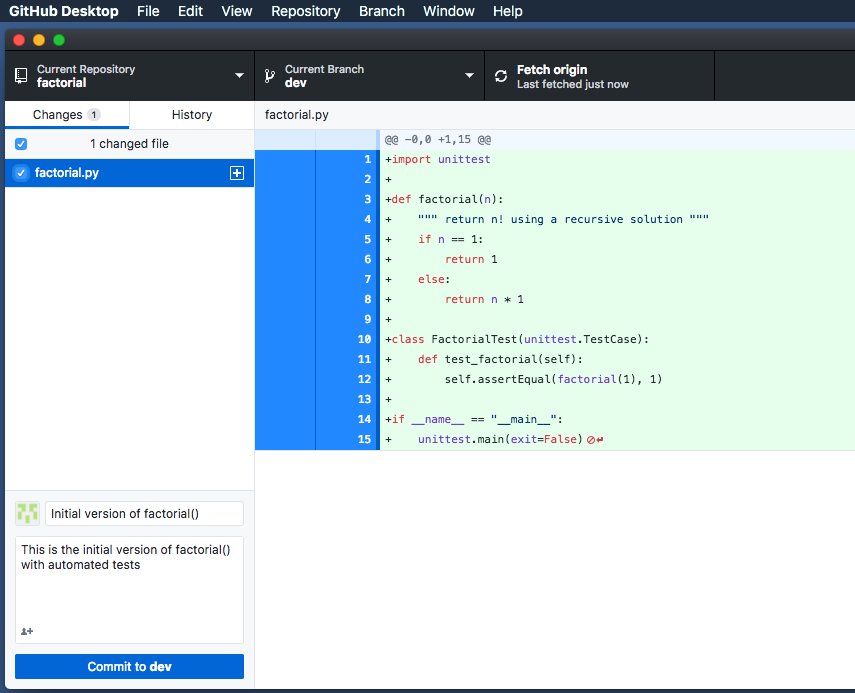 GitHub Desktop File Edit View Repository Branch Window Help
Current Repository
factorial
Current Branch
dev
Fetch origin
Last fetched just now
Changes 1
History
factorial.py
1 changed file
factorial.py
@@ -0,0 +1,15 @@
1 +import unittest
2 +
3 +def factorial(n):
4 +    """ return n! using a recursive solution """
5 +    if n == 1:
6 +        return 1
7 +    else:
8 +        return n * 1
9 +
10 +class FactorialTest(unittest.TestCase):
11 +    def test_factorial(self):
12 +        self.assertEqual(factorial(1), 1)
13 +
14 +if __name__ == "__main__":
15 +    unittest.main(exit=False)
Initial version of factorial()
This is the initial version of factorial()
with automated tests
Commit to dev